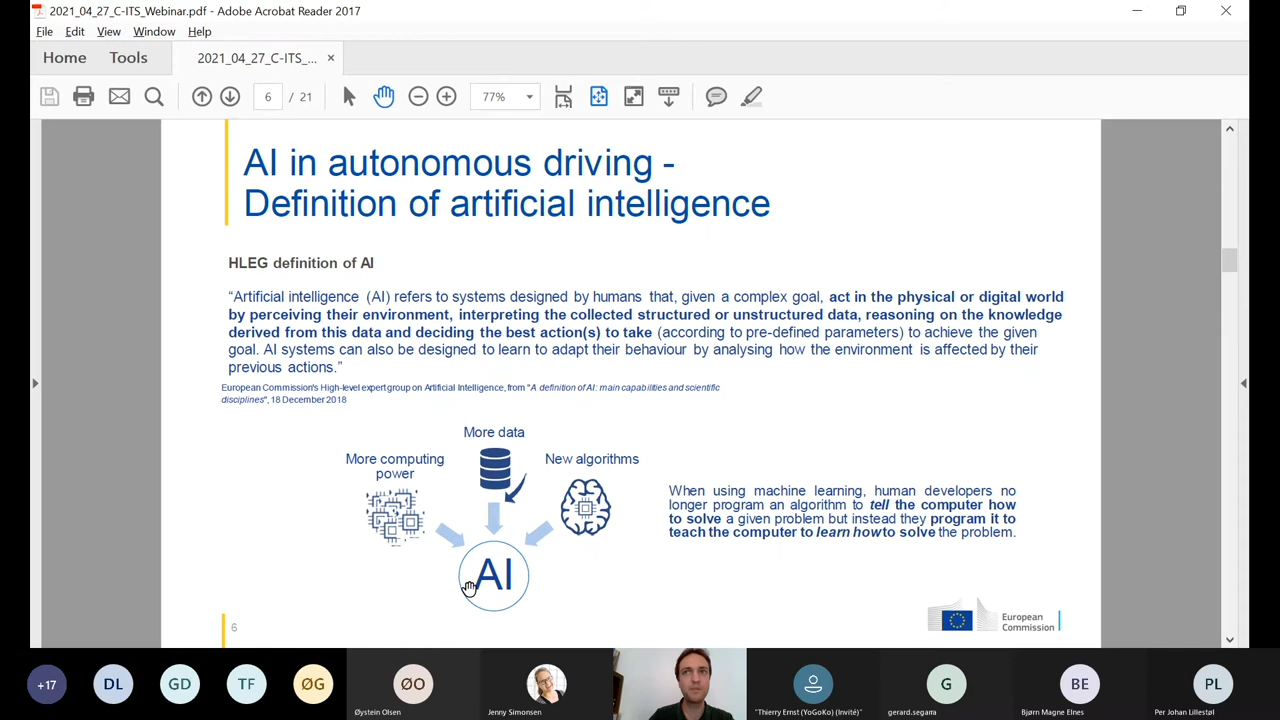 2021_04_27_C-ITS_Webinar.pdf - Adobe Acrobat Reader 2017
File Edit View Window Help
Home Tools 2021_04_27_C-ITS_... ×
6 / 21 77%
AI in autonomous driving -
Definition of artificial intelligence
HLEG definition of AI
“Artificial intelligence (AI) refers to systems designed by humans that, given a complex goal, act in the physical or digital world
by perceiving their environment, interpreting the collected structured or unstructured data, reasoning on the knowledge
derived from this data and deciding the best action(s) to take (according to pre-defined parameters) to achieve the given
goal. AI systems can also be designed to learn to adapt their behaviour by analysing how the environment is affected by their
previous actions.”
European Commission's High-level expert group on Artificial Intelligence, from "A definition of AI: main capabilities and scientific
disciplines", 18 December 2018
More data
More computing
power
New algorithms
AI
When using machine learning, human developers no
longer program an algorithm to tell the computer how
to solve a given problem but instead they program it to
teach the computer to learn how to solve the problem.
6
European
Commission
+17 DL GD TF ØG ØO G BE PL
Øystein Olsen Jenny Simonsen "Thierry Ernst (YoGoKo) (Invité)" gerard.segarra Bjørn Magne Elnes Per Johan Lillestøl